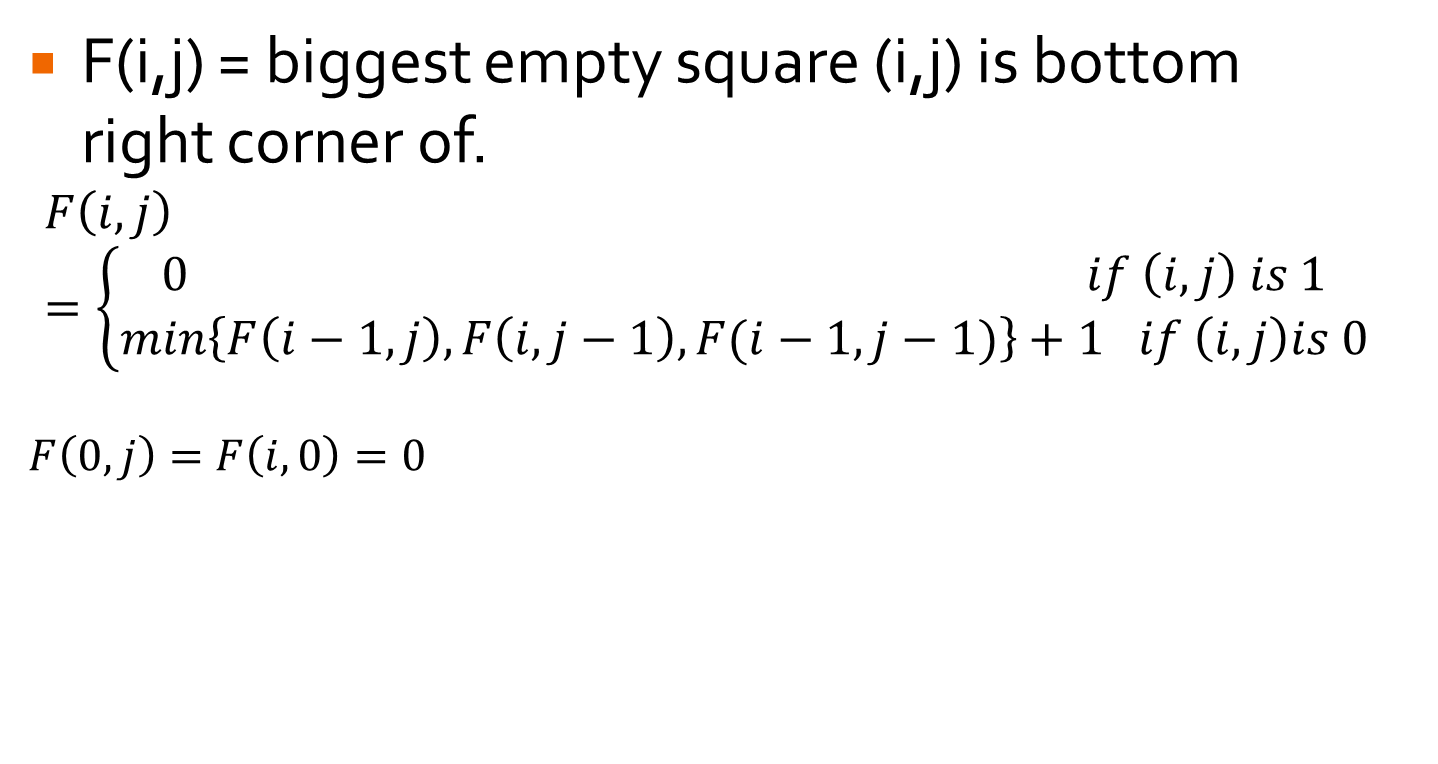 ▪ F(i,j) = biggest empty square (i,j) is bottom
right corner of.
F(i, j)
= { 0 if (i, j) is 1
min{F(i − 1, j), F(i, j − 1), F(i − 1, j − 1)} + 1 if (i, j)is 0
F(0, j) = F(i, 0) = 0